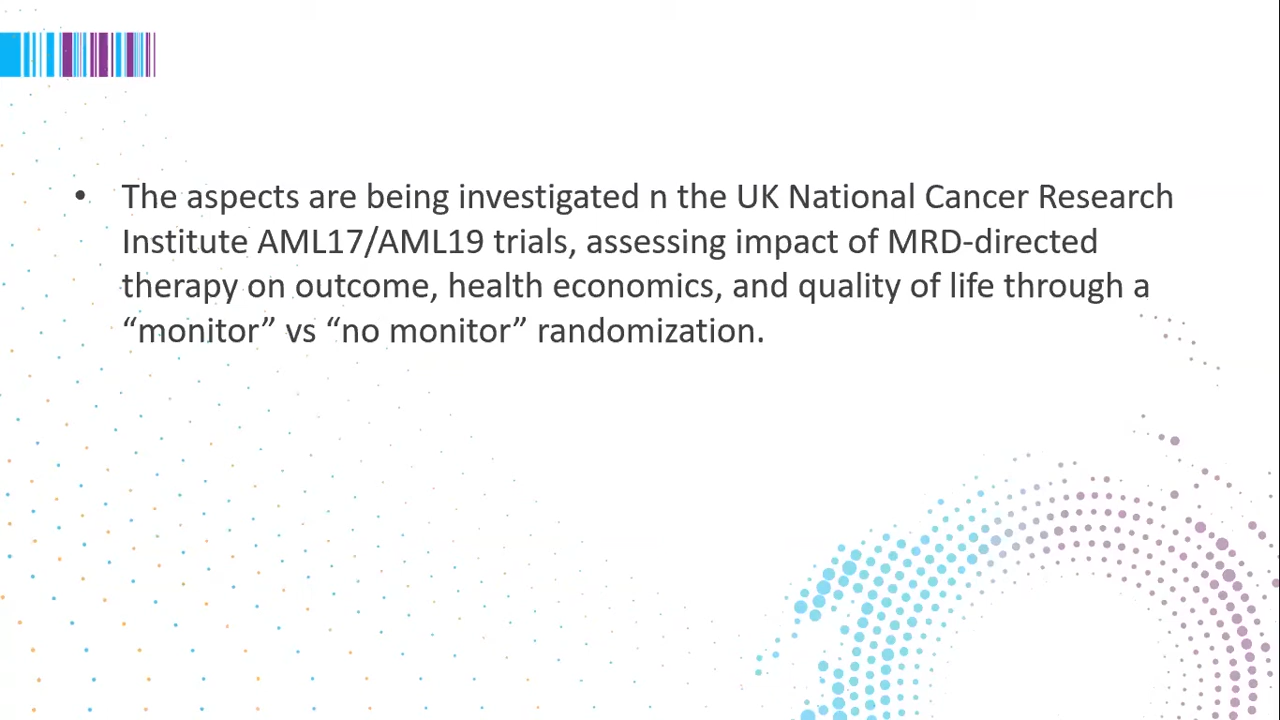 • The aspects are being investigated n the UK National Cancer Research
Institute AML17/AML19 trials, assessing impact of MRD-directed
therapy on outcome, health economics, and quality of life through a
“monitor” vs “no monitor” randomization.